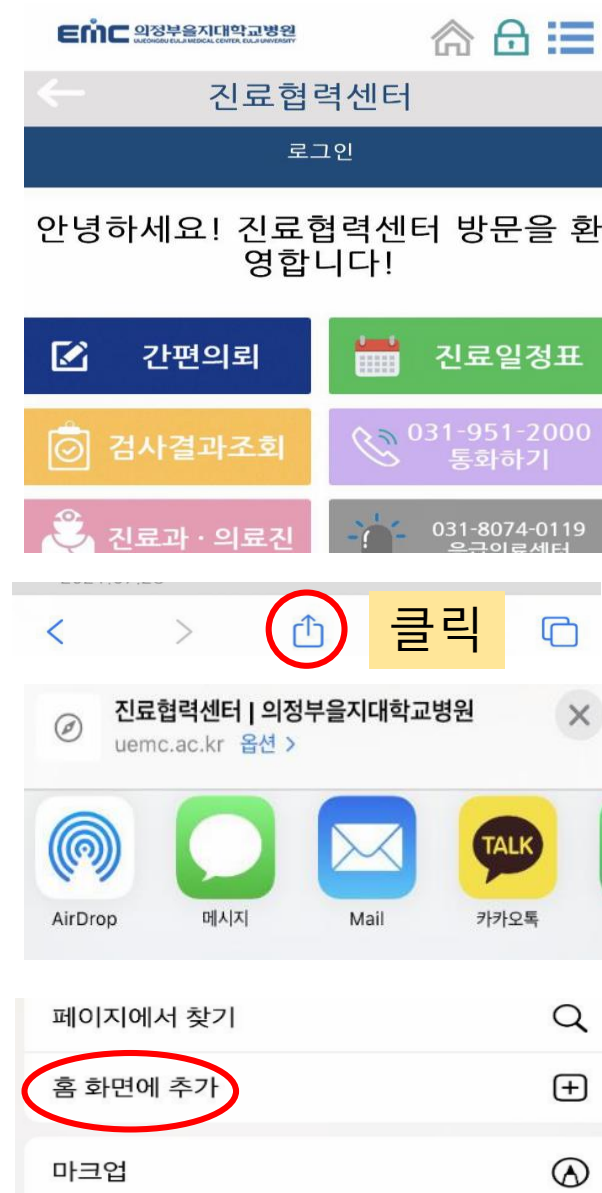 EMC 의정부을지대학교병원
UIJEONGBU EULJI MEDICAL CENTER, EULJI UNIVERSITY
진료협력센터
로그인
안녕하세요! 진료협력센터 방문을 환
영합니다!
간편의뢰
진료일정표
검사결과조회
031-951-2000
통화하기
진료과 · 의료진
031-8074-0119
응급의료센터
클릭
진료협력센터 | 의정부을지대학교병원
uemc.ac.kr 옵션 >
TALK
AirDrop
메시지
Mail
카카오톡
페이지에서 찾기
홈 화면에 추가
마크업